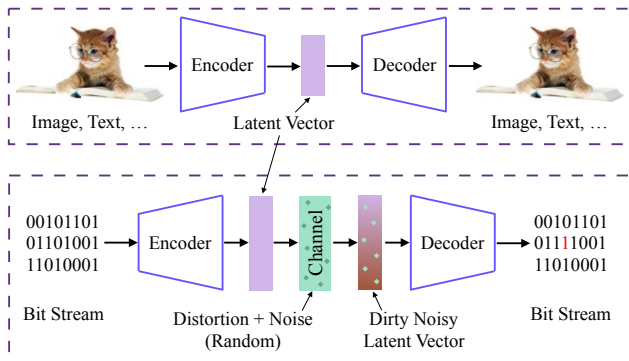 Encoder
Decoder
Image, Text, …
Latent Vector
Image, Text, …
00101101
01101001
11010001
Encoder
Channel
Decoder
00101101
01111001
11010001
Bit Stream
Distortion + Noise
(Random)
Dirty Noisy
Latent Vector
Bit Stream